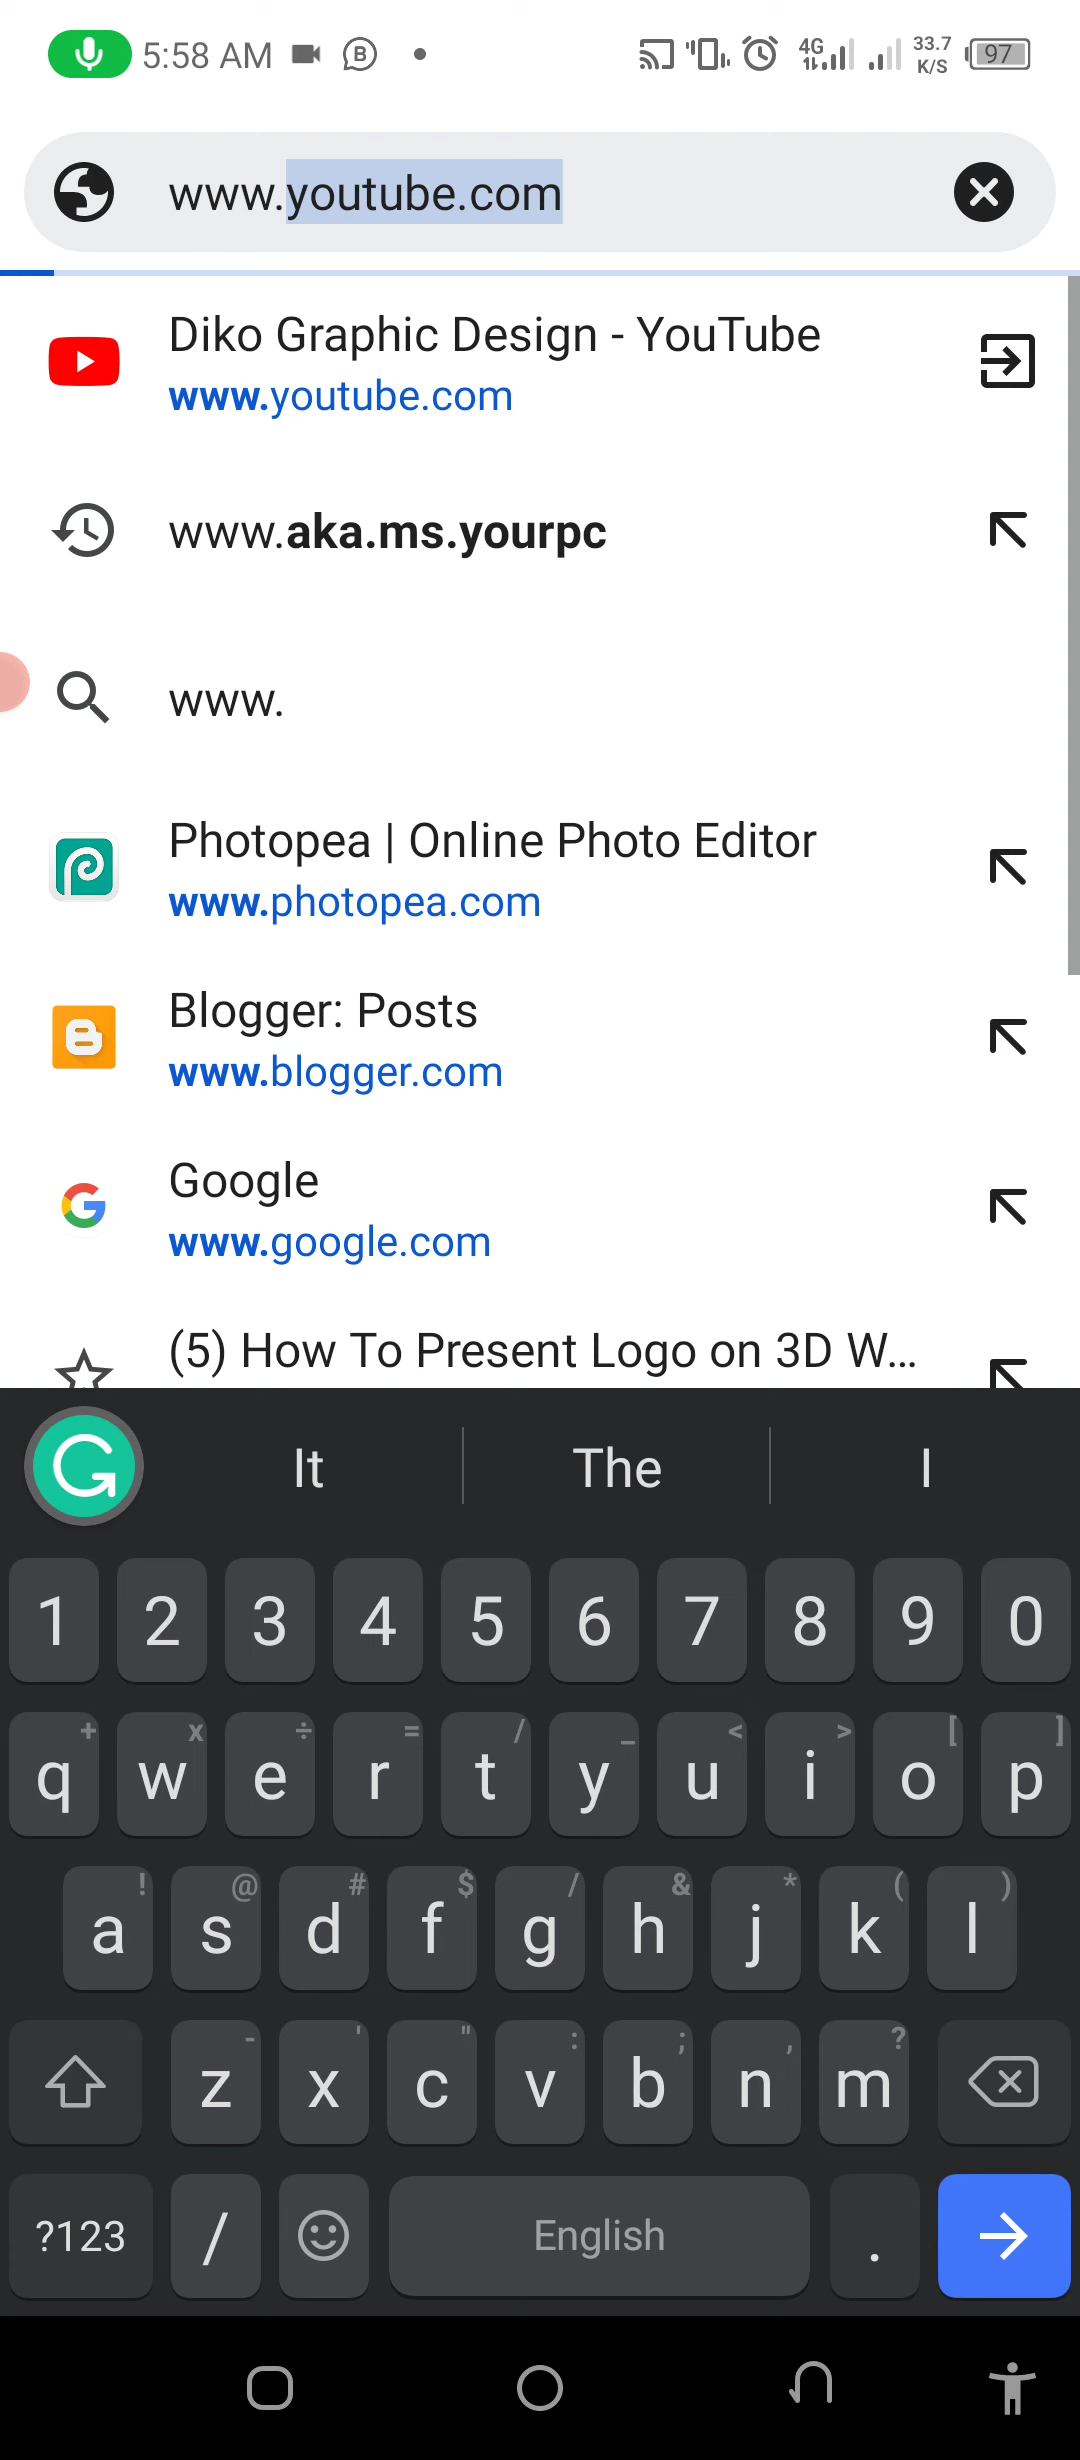 5:58 AM B 4G 33.7 K/S 97
www.youtube.com
Diko Graphic Design - YouTube
www.youtube.com
www.aka.ms.yourpc
www.
Photopea | Online Photo Editor
www.photopea.com
Blogger: Posts
www.blogger.com
Google
www.google.com
(5) How To Present Logo on 3D W...
It The I
1 2 3 4 5 6 7 8 9 0
+ x ÷ = / _ < > [ ]
q w e r t y u i o p
! @ # $ / & * ( )
a s d f g h j k l
- ' " : ; , ?
z x c v b n m
?123 / English .